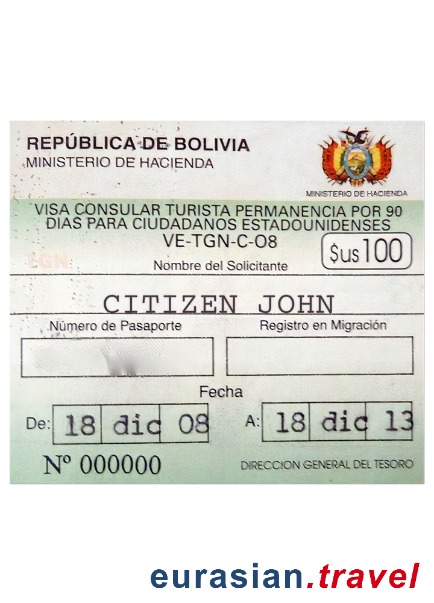 REPÚBLICA DE BOLIVIA
MINISTERIO DE HACIENDA
MINISTERIO DE HACIENDA
VISA CONSULAR TURISTA PERMANENCIA POR 90
DIAS PARA CIUDADANOS ESTADOUNIDENSES
VE-TGN-C-O8
$us 100
TGN
Nombre del Solicitante
CITIZEN JOHN
Número de Pasaporte
Registro en Migración
Fecha
De: 18 dic 08
A: 18 dic 13
Nº 000000
DIRECCION GENERAL DEL TESORO
eurasian.travel